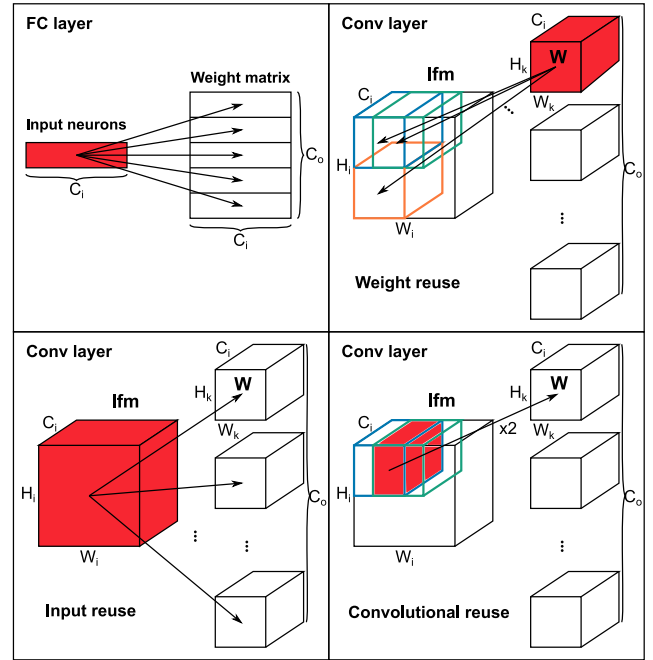 FC layer
Weight matrix
Input neurons
C_i
C_o
C_i
Conv layer
C_i
H_k
W
Ifm
W_k
C_i
H_i
C_o
...
...
W_i
Weight reuse
Conv layer
C_i
W
H_k
Ifm
C_i
W_k
H_i
C_o
...
...
W_i
Input reuse
Conv layer
C_i
W
H_k
Ifm
C_i
x2
W_k
H_i
C_o
...
W_i
Convolutional reuse